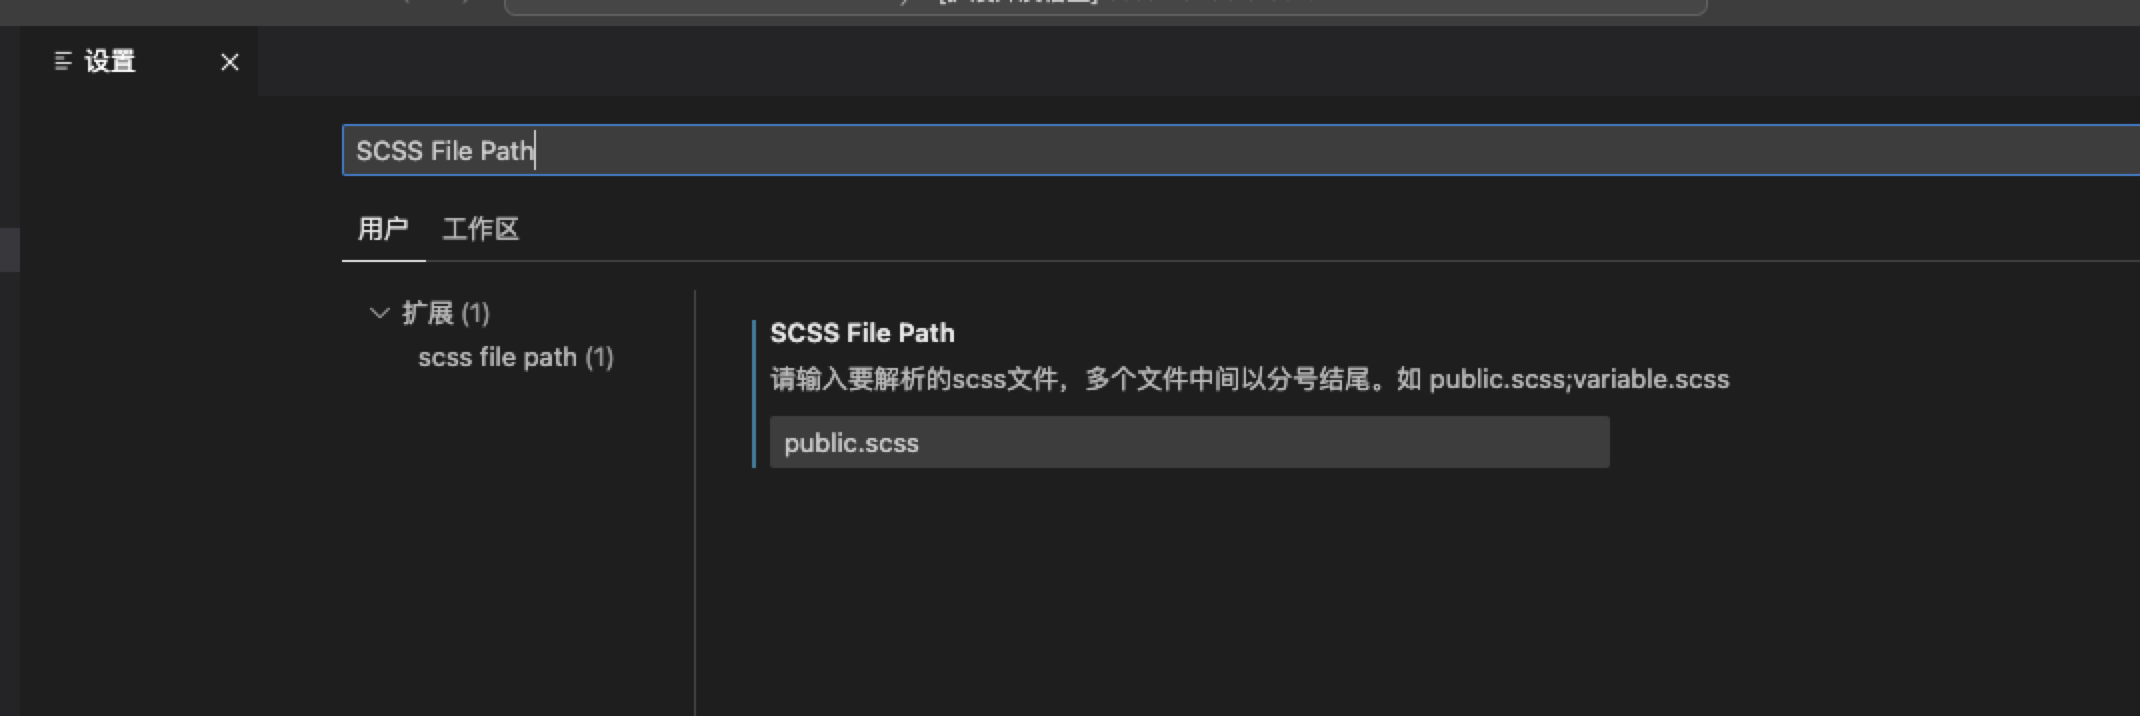 设置
SCSS File Path
用户 工作区
扩展 (1)
scss file path (1)
SCSS File Path
请输入要解析的scss文件，多个文件中间以分号结尾。如 public.scss;variable.scss
public.scss